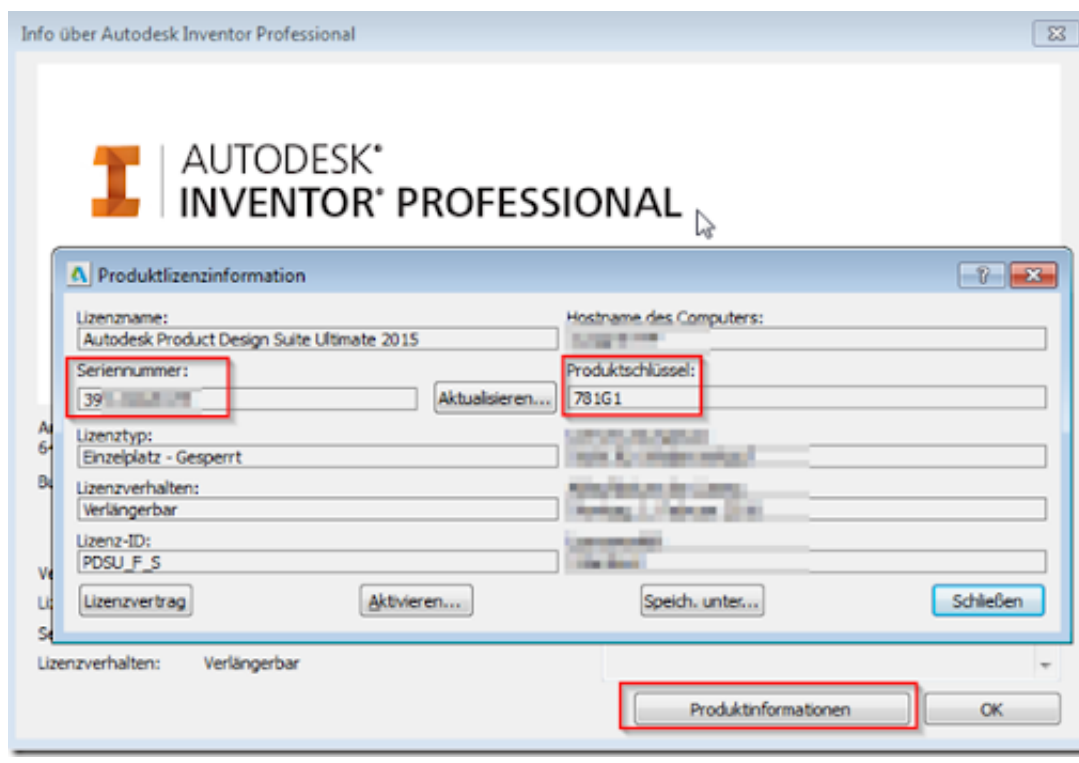 Info über Autodesk Inventor Professional
AUTODESK®
INVENTOR® PROFESSIONAL
Produktlizenzinformation
Lizenzname:
Hostname des Computers:
Autodesk Product Design Suite Ultimate 2015
Seriennummer:
Produktschlüssel:
39
Aktualisieren...
781G1
Lizenztyp:
Einzelplatz - Gesperrt
Lizenzverhalten:
Verlängerbar
Lizenz-ID:
PDSU_F_S
Lizenzvertrag
Aktivieren...
Speich. unter...
Schließen
Lizenzverhalten: Verlängerbar
Produktinformationen
OK